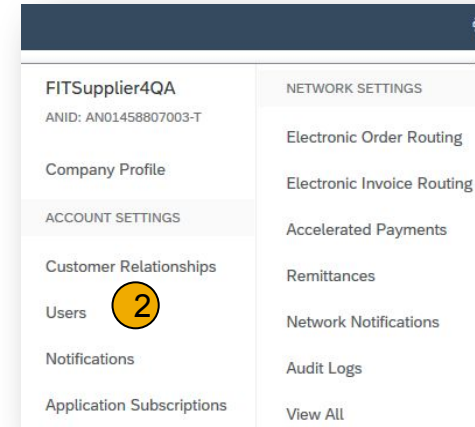 FITSupplier4QA
ANID: AN01458807003-T
Company Profile
ACCOUNT SETTINGS
Customer Relationships
Users
2
Notifications
Application Subscriptions
NETWORK SETTINGS
Electronic Order Routing
Electronic Invoice Routing
Accelerated Payments
Remittances
Network Notifications
Audit Logs
View All